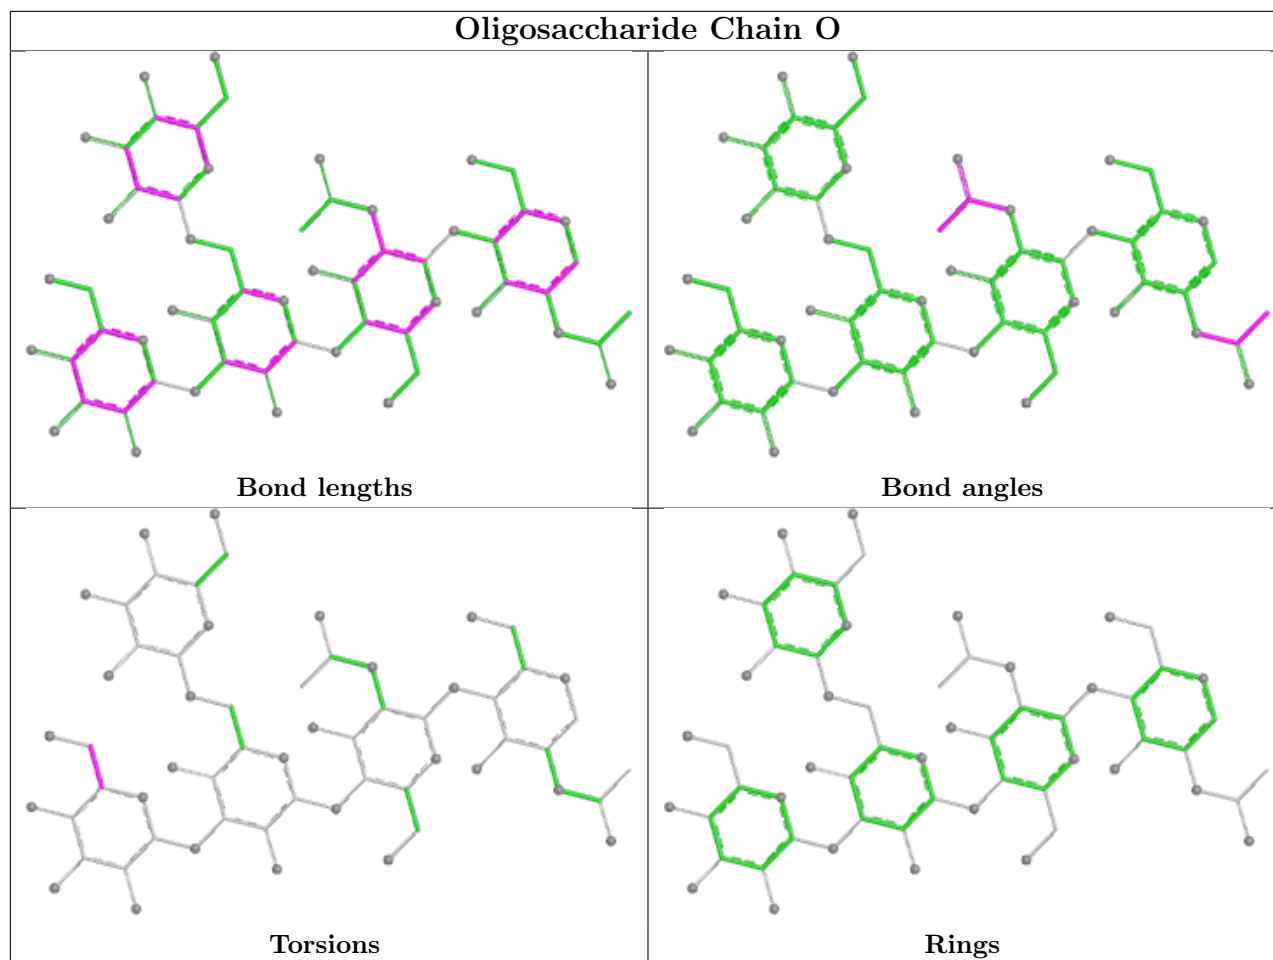 Oligosaccharide Chain O
Bond lengths
Bond angles
Torsions
Rings